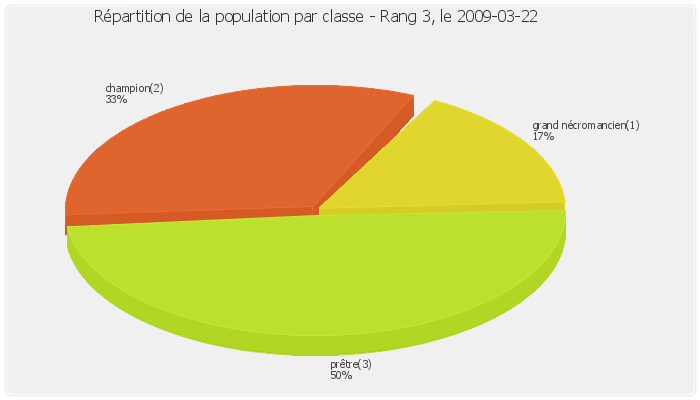 Répartition de la population par classe - Rang 3, le 2009-03-22
champion(2)
33%
grand nécromancien(1)
17%
prêtre(3)
50%